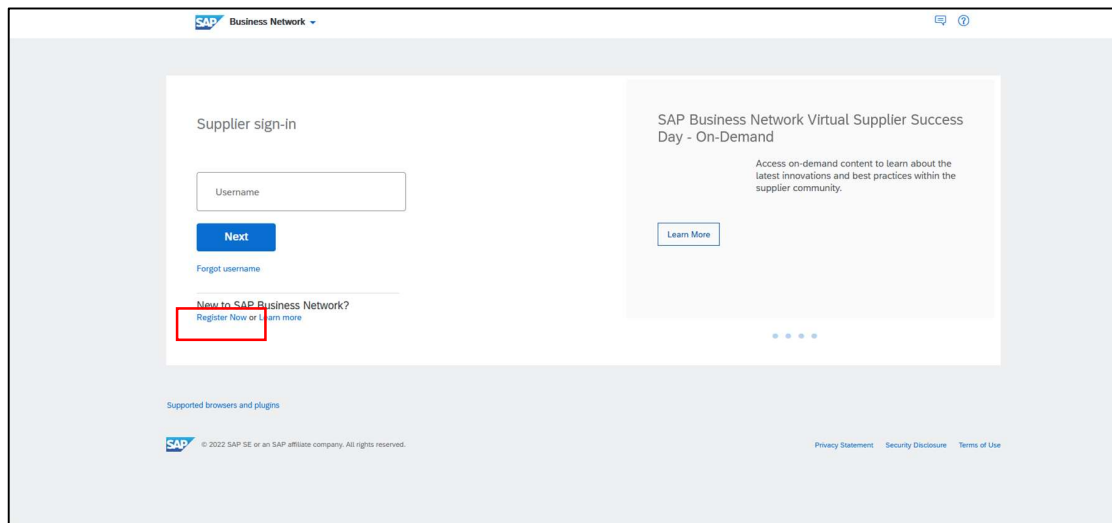 SAP Business Network
Supplier sign-in
Username
Next
Forgot username
New to SAP Business Network?
Register Now or Learn more
SAP Business Network Virtual Supplier Success
Day - On-Demand
Access on-demand content to learn about the
latest innovations and best practices within the
supplier community.
Learn More
Supported browsers and plugins
SAP © 2022 SAP SE or an SAP affiliate company. All rights reserved.
Privacy Statement Security Disclosure Terms of Use